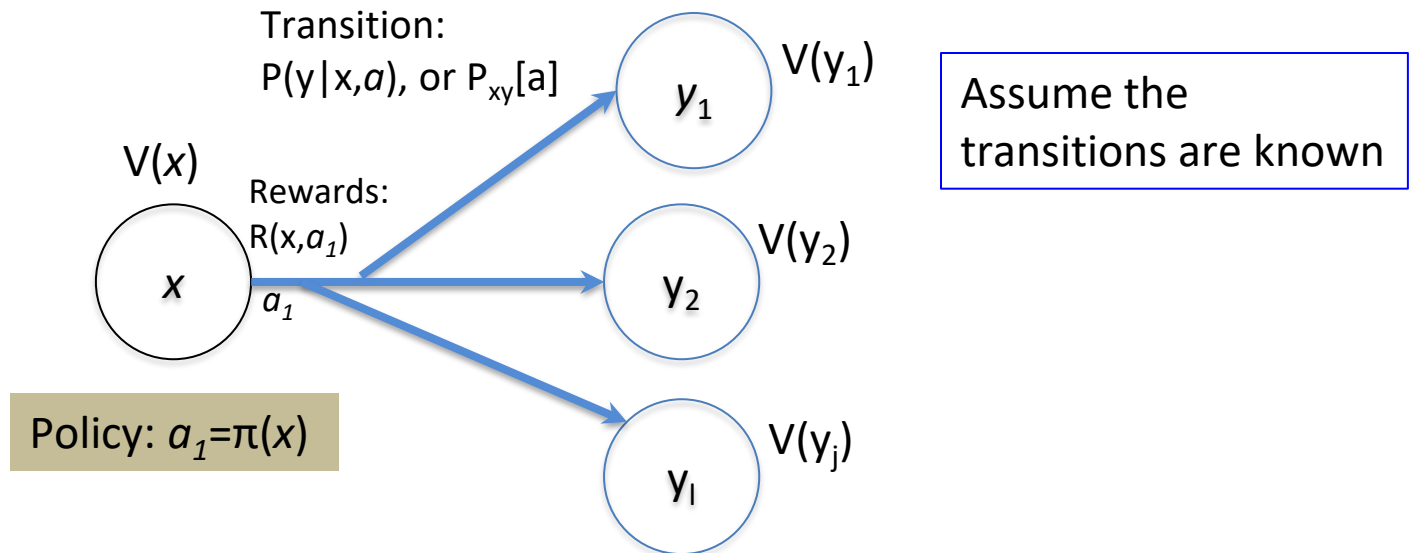 Transition:
P(y|x,a), or Pxy[a]
V(y1)
y1
Assume the
transitions are known
V(x)
Rewards:
R(x,a1)
x
a1
V(y2)
y2
Policy: a1=π(x)
V(yj)
yl